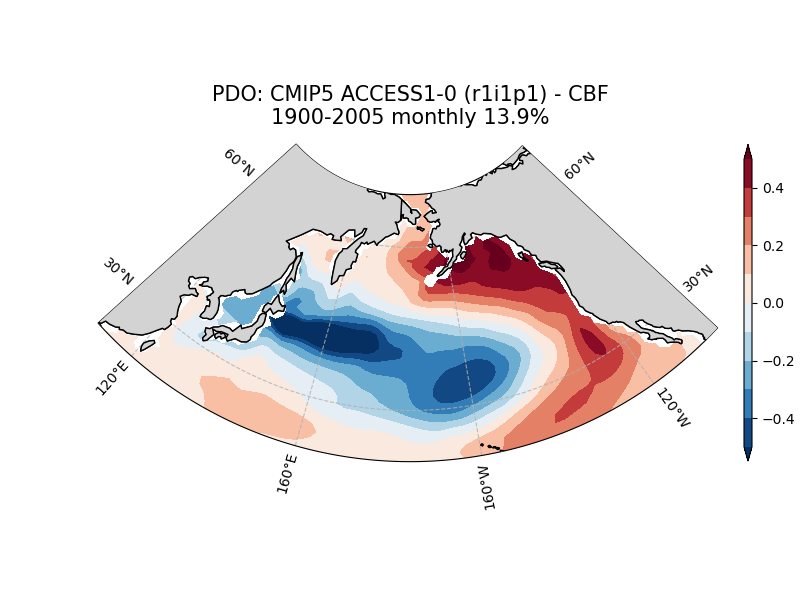 PDO: CMIP5 ACCESS1-0 (r1i1p1) - CBF
1900-2005 monthly 13.9%
60°N
60°N
30°N
30°N
120°E
160°E
160°W
120°W
0.4
0.2
0.0
−0.2
−0.4